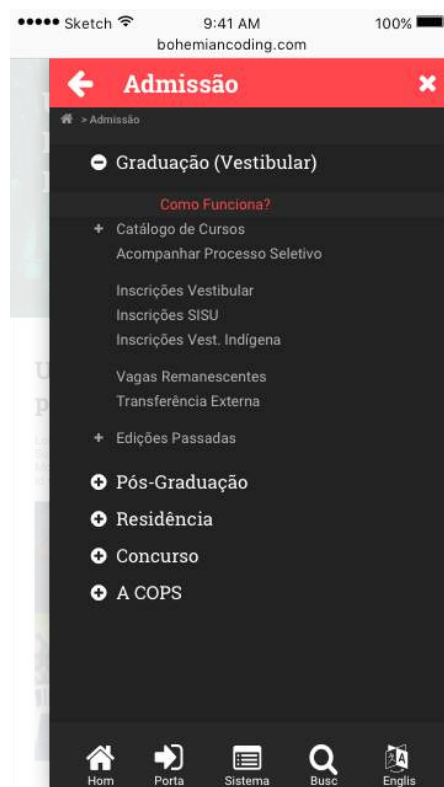 Sketch 9:41 AM 100%
bohemiancoding.com
Admissão
> Admissão
Graduação (Vestibular)
Como Funciona?
+ Catálogo de Cursos
Acompanhar Processo Seletivo
Inscrições Vestibular
Inscrições SISU
Inscrições Vest. Indígena
Vagas Remanescentes
Transferência Externa
+ Edições Passadas
Pós-Graduação
Residência
Concurso
A COPS
Hom Porta Sistema Busc Englis